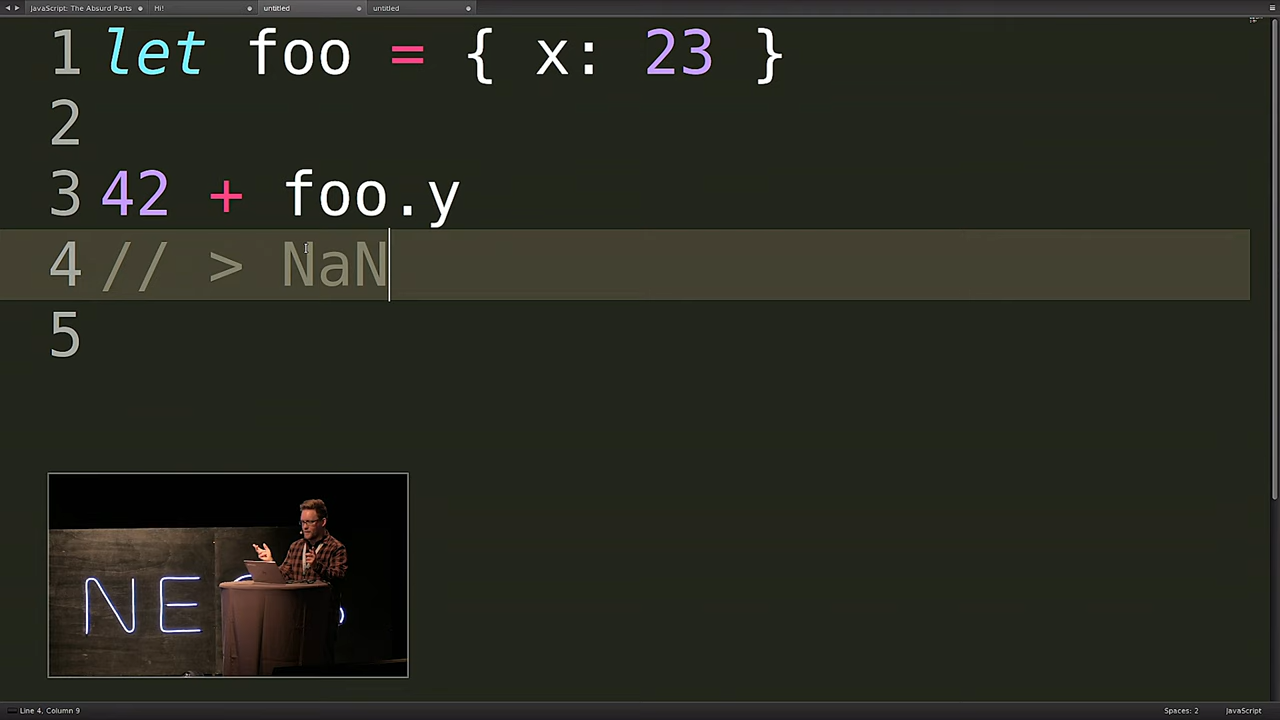 JavaScript: The Absurd Parts
Hi!
untitled
untitled
1 let foo = { x: 23 }
2
3 42 + foo.y
4 // > NaN
5
NE
Line 4, Column 9
Spaces: 2
JavaScript